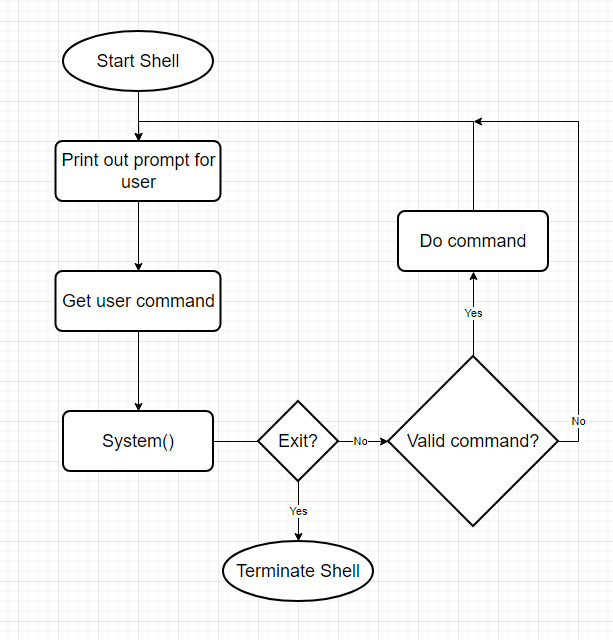 Start Shell
Print out prompt for
user
Do command
Get user command
Yes
No
System()
Exit?
No
Valid command?
Yes
Terminate Shell